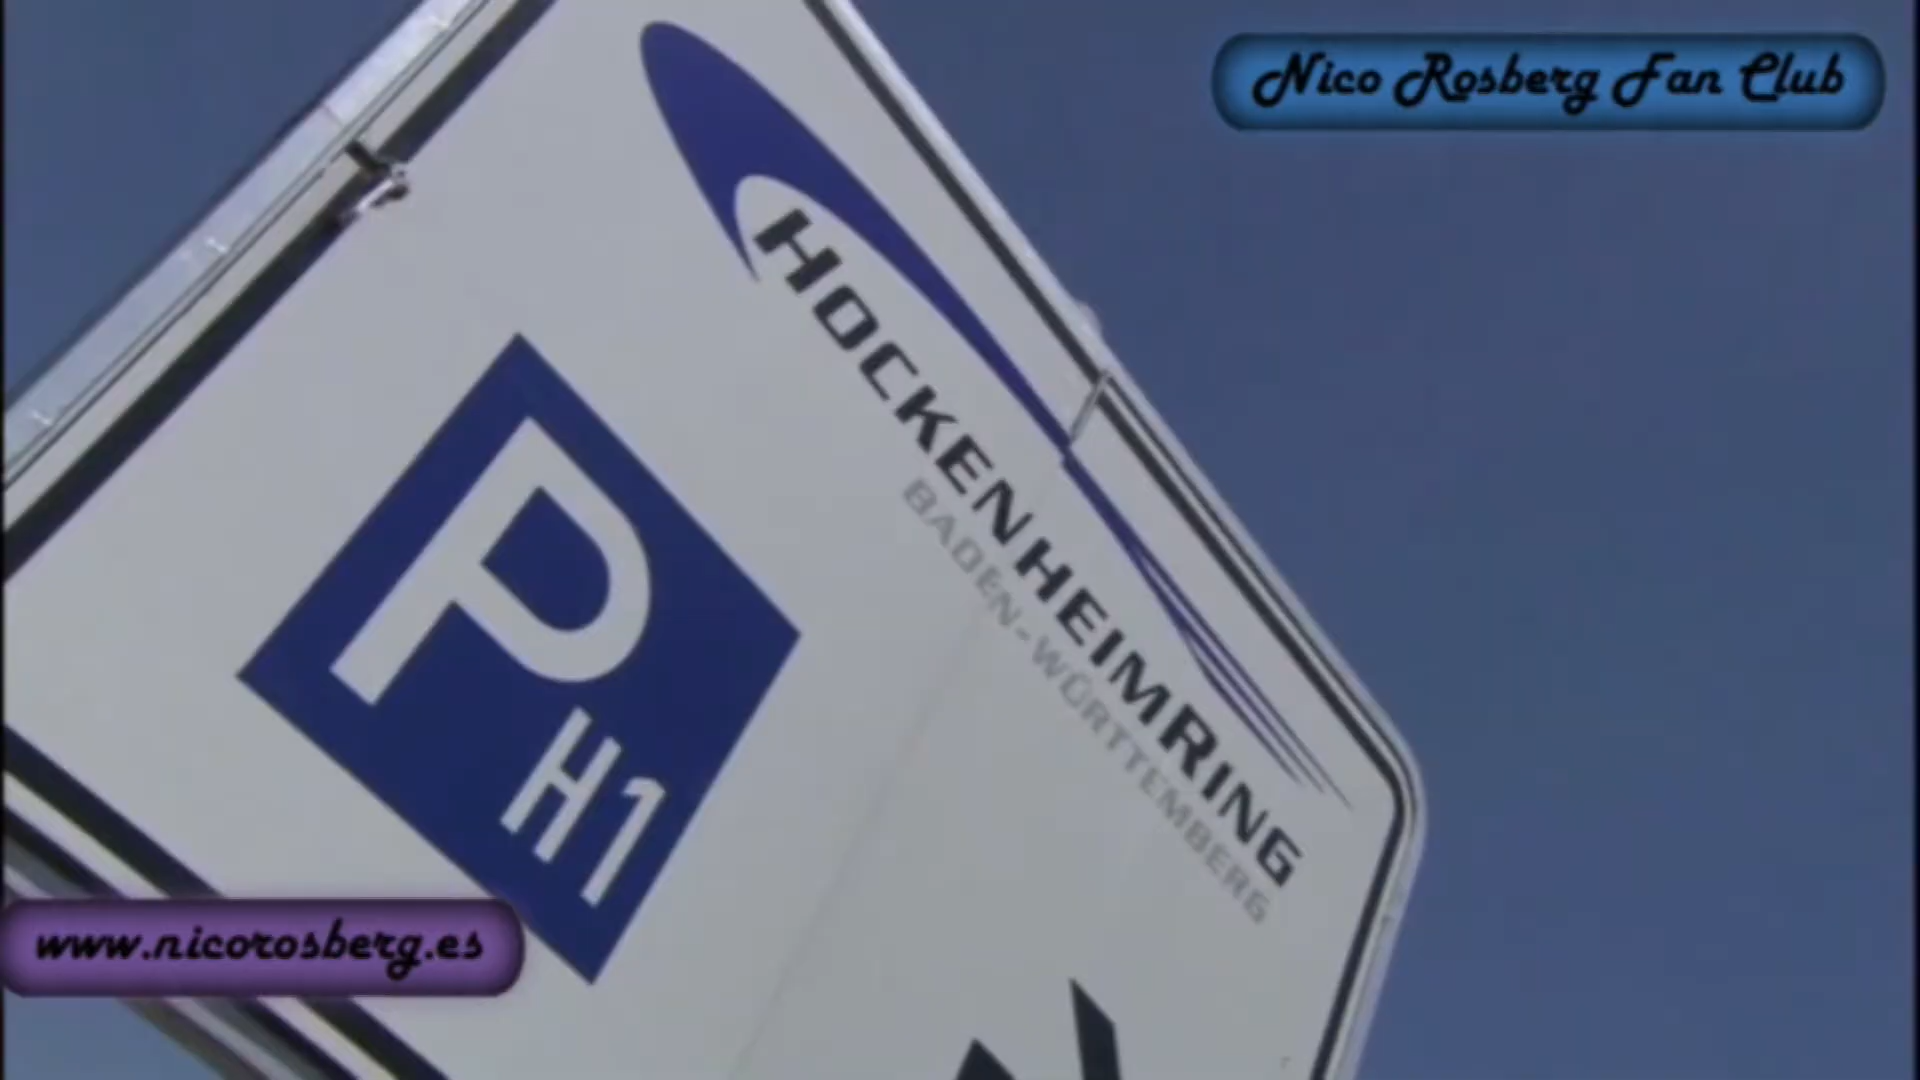 Nico Rosberg Fan Club
HOCKENHEIMRING
BADEN-WÜRTTEMBERG
P
H1
www.nicorosberg.es